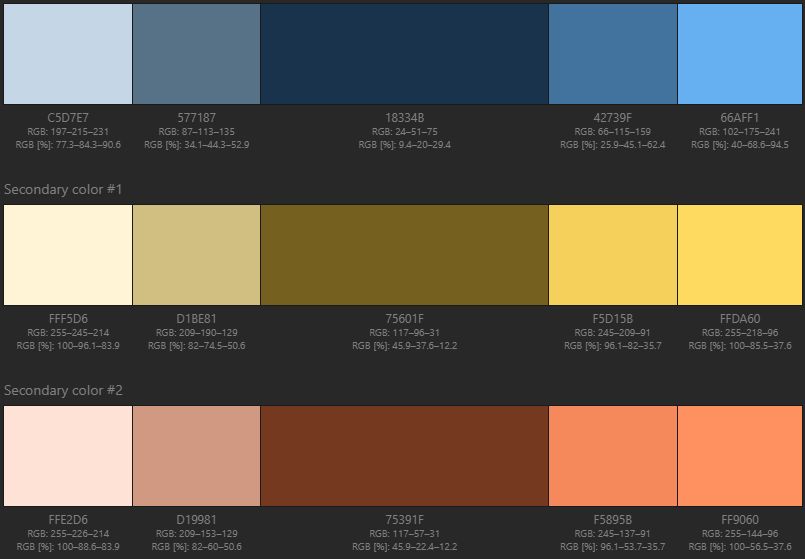 C5D7E7 577187 18334B 42739F 66AFF1
RGB: 197–215–231 RGB: 87–113–135 RGB: 24–51–75 RGB: 66–115–159 RGB: 102–175–241
RGB [%]: 77.3–84.3–90.6 RGB [%]: 34.1–44.3–52.9 RGB [%]: 9.4–20–29.4 RGB [%]: 25.9–45.1–62.4 RGB [%]: 40–68.6–94.5
Secondary color #1
FFF5D6 D1BE81 75601F F5D15B FFDA60
RGB: 255–245–214 RGB: 209–190–129 RGB: 117–96–31 RGB: 245–209–91 RGB: 255–218–96
RGB [%]: 100–96.1–83.9 RGB [%]: 82–74.5–50.6 RGB [%]: 45.9–37.6–12.2 RGB [%]: 96.1–82–35.7 RGB [%]: 100–85.5–37.6
Secondary color #2
FFE2D6 D19981 75391F F5895B FF9060
RGB: 255–226–214 RGB: 209–153–129 RGB: 117–57–31 RGB: 245–137–91 RGB: 255–144–96
RGB [%]: 100–88.6–83.9 RGB [%]: 82–60–50.6 RGB [%]: 45.9–22.4–12.2 RGB [%]: 96.1–53.7–35.7 RGB [%]: 100–56.5–37.6